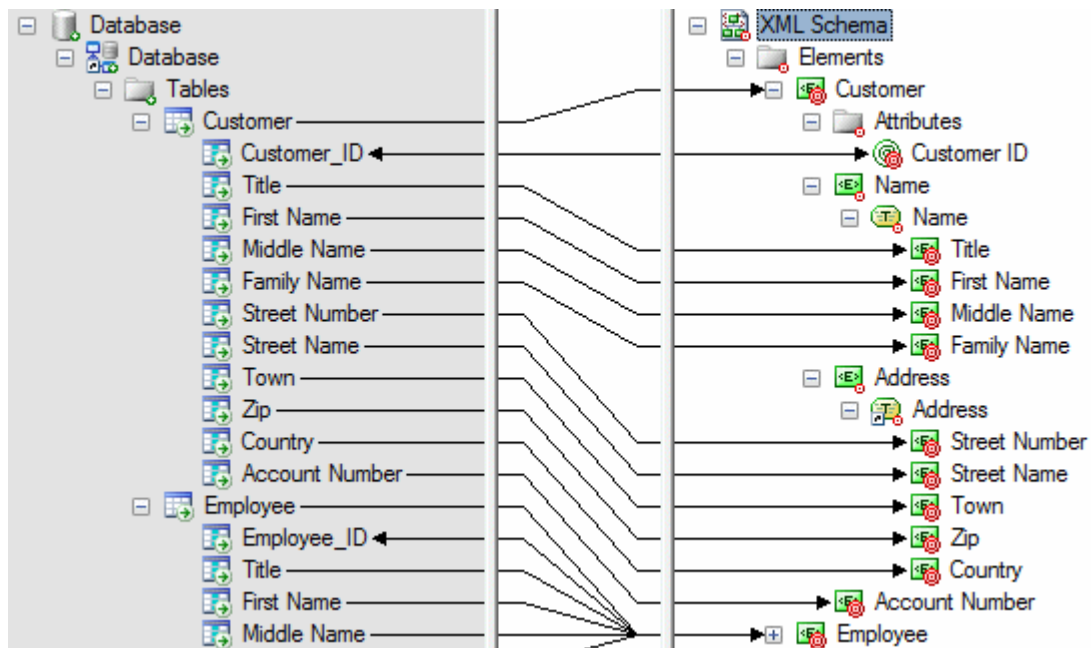 Database
Database
Tables
Customer
Customer_ID
Title
First Name
Middle Name
Family Name
Street Number
Street Name
Town
Zip
Country
Account Number
Employee
Employee_ID
Title
First Name
Middle Name
XML Schema
Elements
Customer
Attributes
Customer ID
Name
Name
Title
First Name
Middle Name
Family Name
Address
Address
Street Number
Street Name
Town
Zip
Country
Account Number
Employee